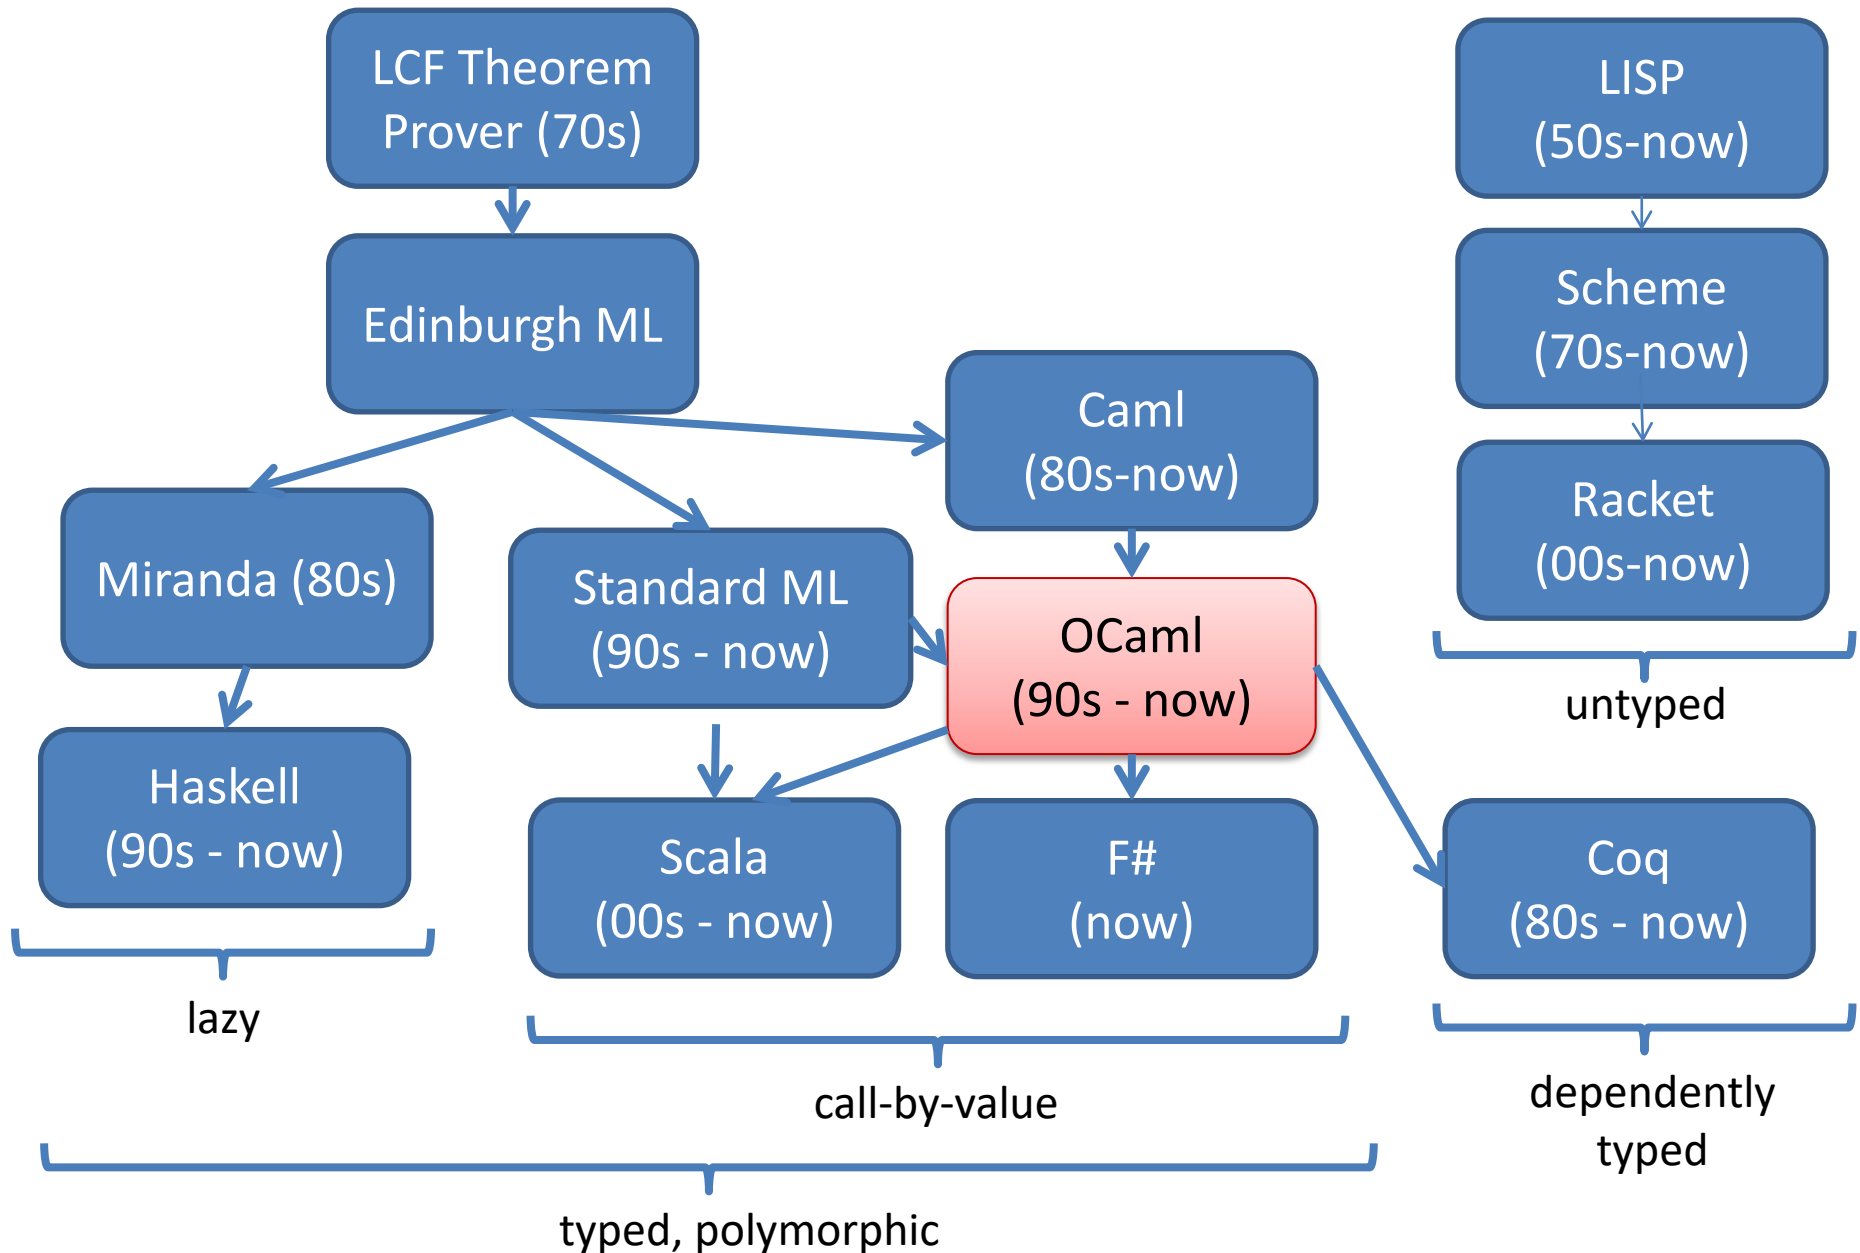 LCF Theorem
Prover (70s)
LISP
(50s-now)
Edinburgh ML
Scheme
(70s-now)
Caml
(80s-now)
Racket
(00s-now)
Miranda (80s)
Standard ML
(90s - now)
OCaml
(90s - now)
untyped
Haskell
(90s - now)
Scala
(00s - now)
F#
(now)
Coq
(80s - now)
lazy
call-by-value
dependently
typed
typed, polymorphic